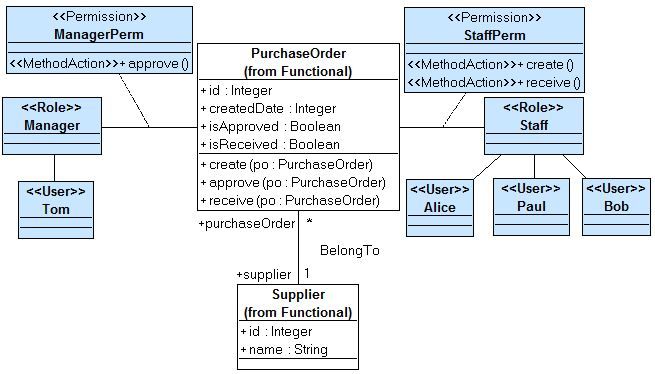 <<Permission>>
ManagerPerm
<<MethodAction>>+ approve()
<<Permission>>
StaffPerm
<<MethodAction>>+ create()
<<MethodAction>>+ receive()
PurchaseOrder
(from Functional)
+ id : Integer
+ createdDate : Integer
+ isApproved : Boolean
+ isReceived : Boolean
+ create(po : PurchaseOrder)
+ approve(po : PurchaseOrder)
+ receive(po : PurchaseOrder)
<<Role>>
Manager
<<Role>>
Staff
<<User>>
Tom
<<User>>
Alice
<<User>>
Paul
<<User>>
Bob
+purchaseOrder *
BelongTo
+supplier 1
Supplier
(from Functional)
+ id : Integer
+ name : String